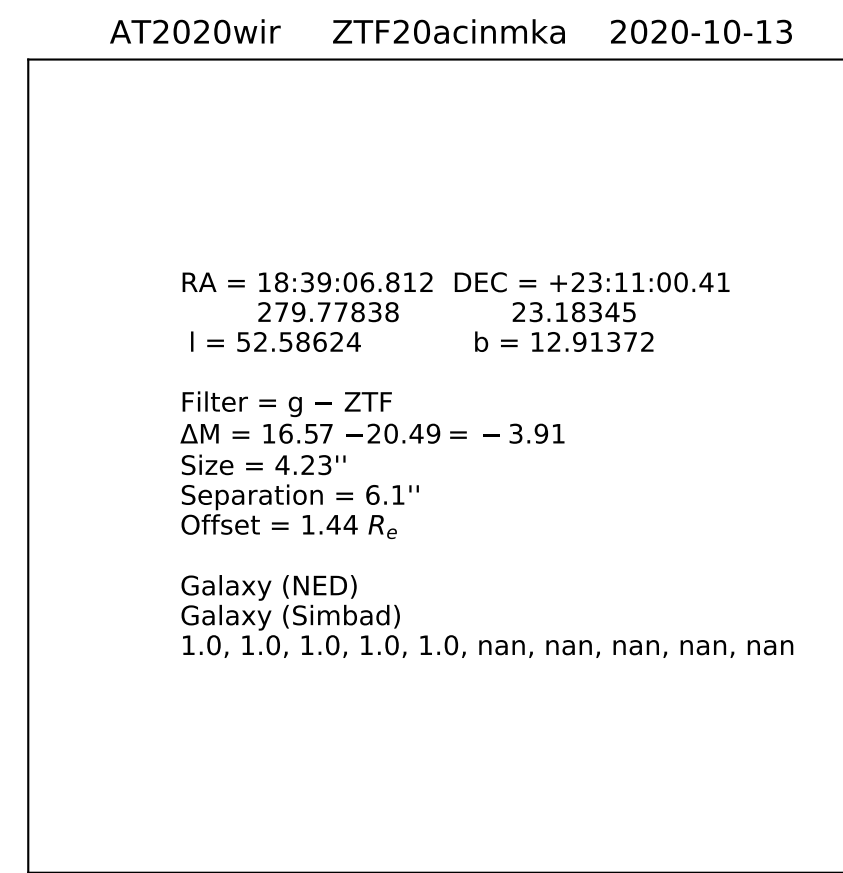 AT2020wir ZTF20acinmka 2020-10-13
RA = 18:39:06.812 DEC = +23:11:00.41
279.77838 23.18345
l = 52.58624 b = 12.91372
Filter = g − ZTF
ΔM = 16.57 −20.49 = − 3.91
Size = 4.23''
Separation = 6.1''
Offset = 1.44 Re
Galaxy (NED)
Galaxy (Simbad)
1.0, 1.0, 1.0, 1.0, 1.0, nan, nan, nan, nan, nan